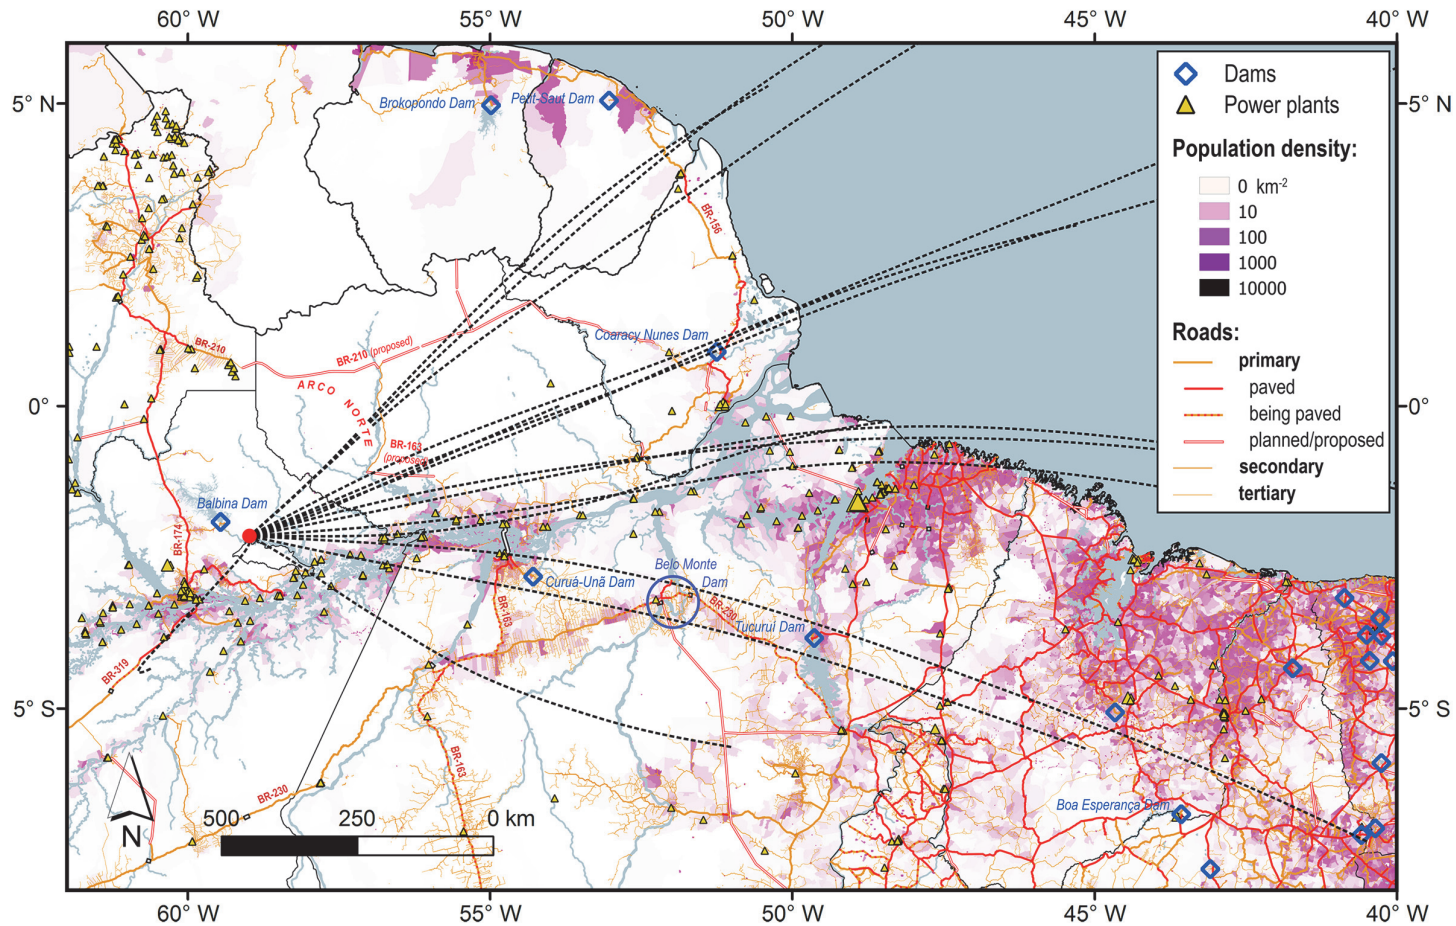 60° W
55° W
50° W
45° W
40° W
5° N
0°
5° S
5° N
0°
5° S
60° W
55° W
50° W
45° W
40° W
Dams
Power plants
Population density:
0 km-2
10
100
1000
10000
Roads:
primary
paved
being paved
planned/proposed
secondary
tertiary
Brokopondo Dam
Petit-Saut Dam
BR-156
Coaracy Nunes Dam
BR-210
BR-210 (proposed)
ARCO NORTE
BR-163
(proposed)
Balbina Dam
BR-174
Belo Monte
Dam
Curuá-Unã Dam
BR-163
BR-230
Tucuruí Dam
BR-319
BR-163
BR-230
Boa Esperança Dam
500
250
0 km
N